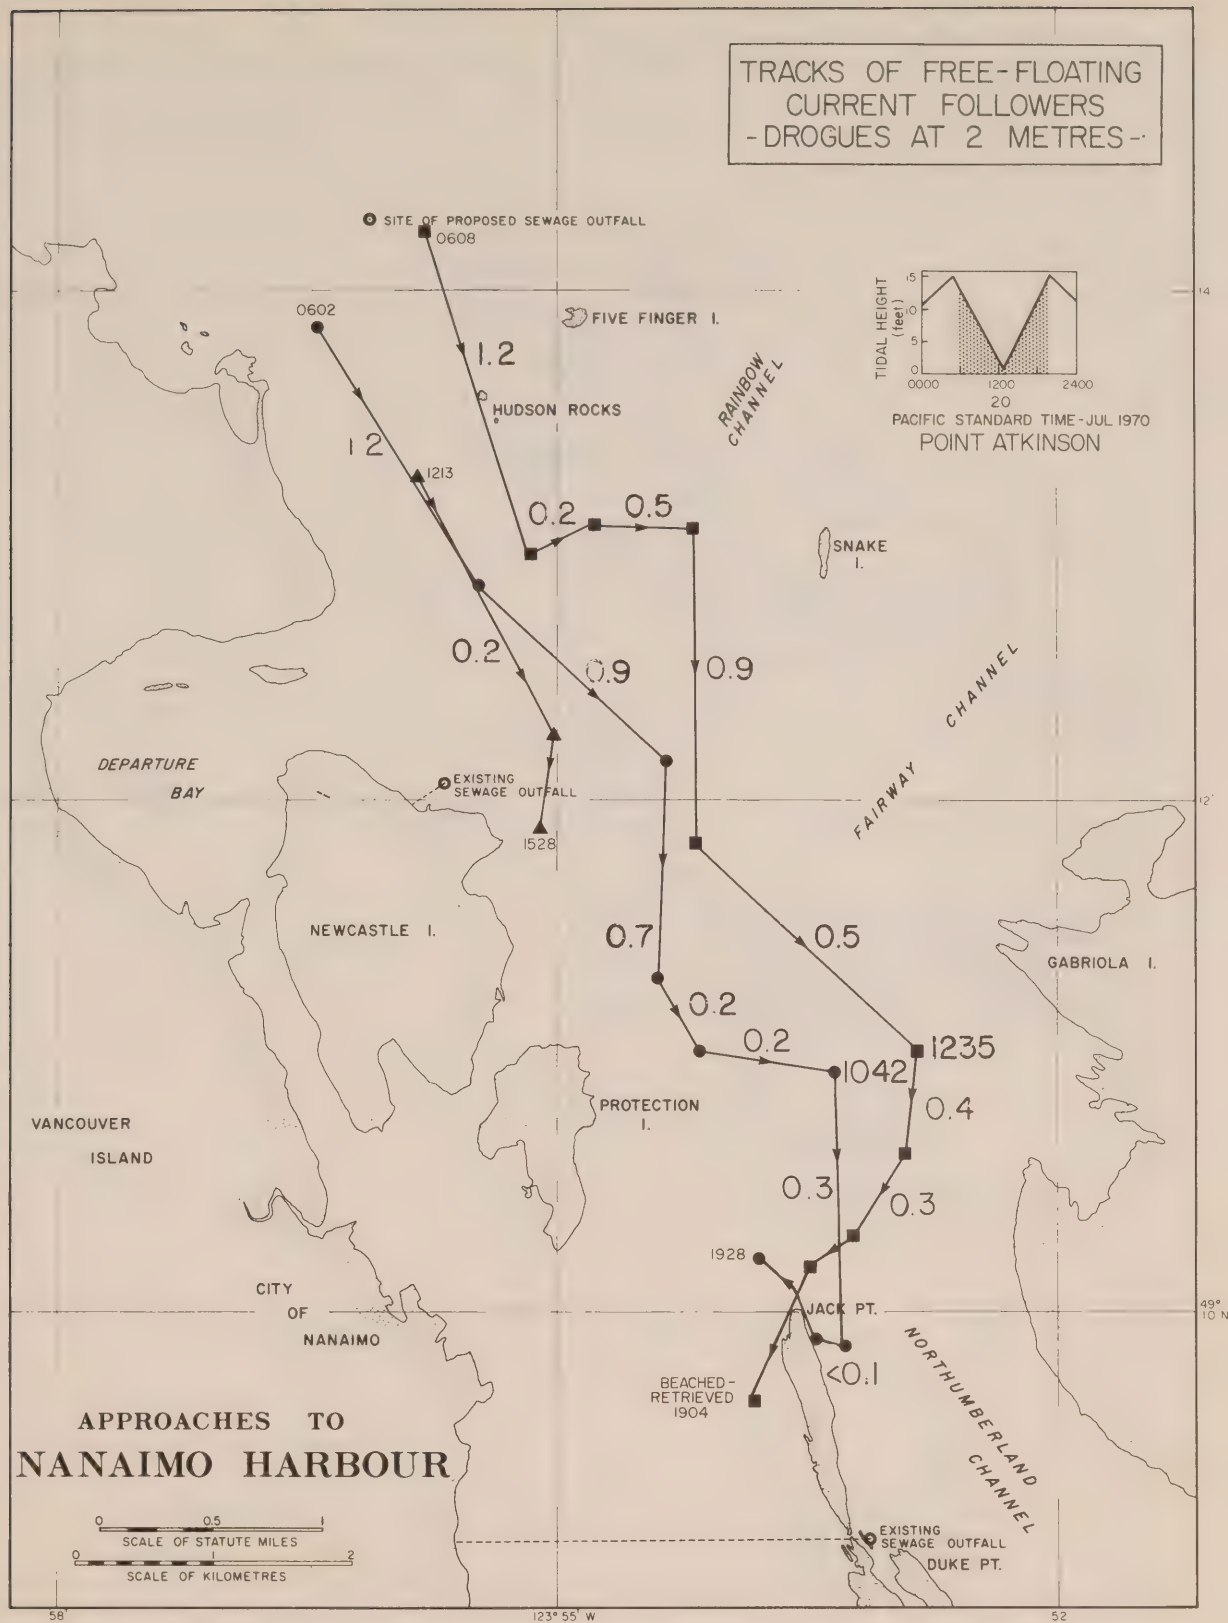 TRACKS OF FREE-FLOATING
CURRENT FOLLOWERS
- DROGUES AT 2 METRES -
SITE OF PROPOSED SEWAGE OUTFALL
0608
0602
FIVE FINGER I.
1.2
HUDSON ROCKS
RAINBOW
CHANNEL
TIDAL HEIGHT
(feet)
15
10
5
0
0000
1200
2400
20
PACIFIC STANDARD TIME-JUL 1970
POINT ATKINSON
14
1 2
1213
0.2
0.5
SNAKE
I.
0.2
0.9
0.9
CHANNEL
FAIRWAY
DEPARTURE
BAY
EXISTING
SEWAGE OUTFALL
12'
1528
NEWCASTLE I.
0.7
0.5
GABRIOLA I.
0.2
0.2
1235
1042
0.4
PROTECTION
I.
VANCOUVER
ISLAND
0.3
0.3
1928
CITY
OF
NANAIMO
JACK PT.
49°
10 N
<0.1
BEACHED-
RETRIEVED
1904
NORTHUMBERLAND
CHANNEL
APPROACHES TO
NANAIMO HARBOUR
0 0.5 1
SCALE OF STATUTE MILES
0 1 2
SCALE OF KILOMETRES
EXISTING
SEWAGE OUTFALL
DUKE PT.
58'
123° 55' W
52